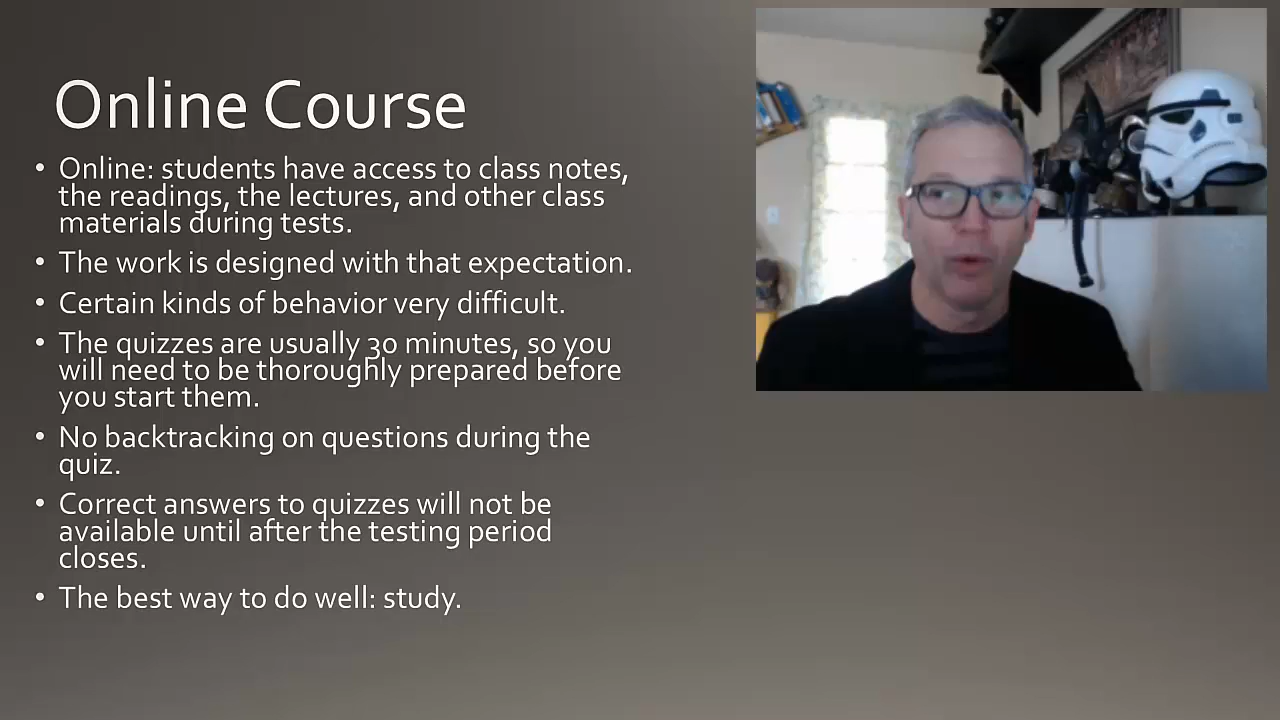 Online Course
• Online: students have access to class notes,
the readings, the lectures, and other class
materials during tests.
• The work is designed with that expectation.
• Certain kinds of behavior very difficult.
• The quizzes are usually 30 minutes, so you
will need to be thoroughly prepared before
you start them.
• No backtracking on questions during the
quiz.
• Correct answers to quizzes will not be
available until after the testing period
closes.
• The best way to do well: study.